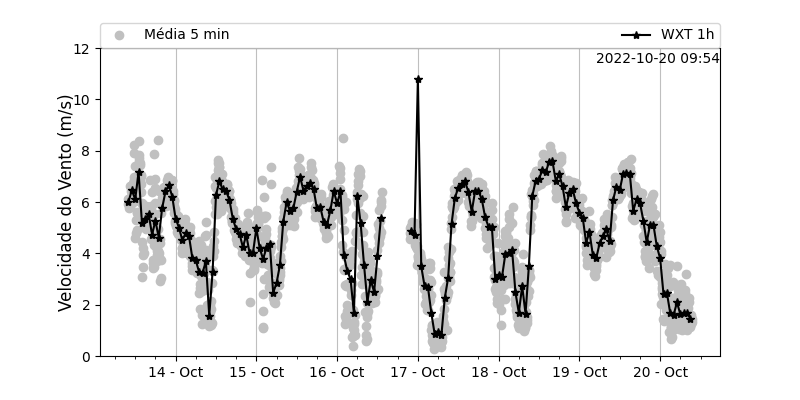 Média 5 min
WXT 1h
2022-10-20 09:54
Velocidade do Vento (m/s)
12
10
8
6
4
2
0
14 - Oct
15 - Oct
16 - Oct
17 - Oct
18 - Oct
19 - Oct
20 - Oct